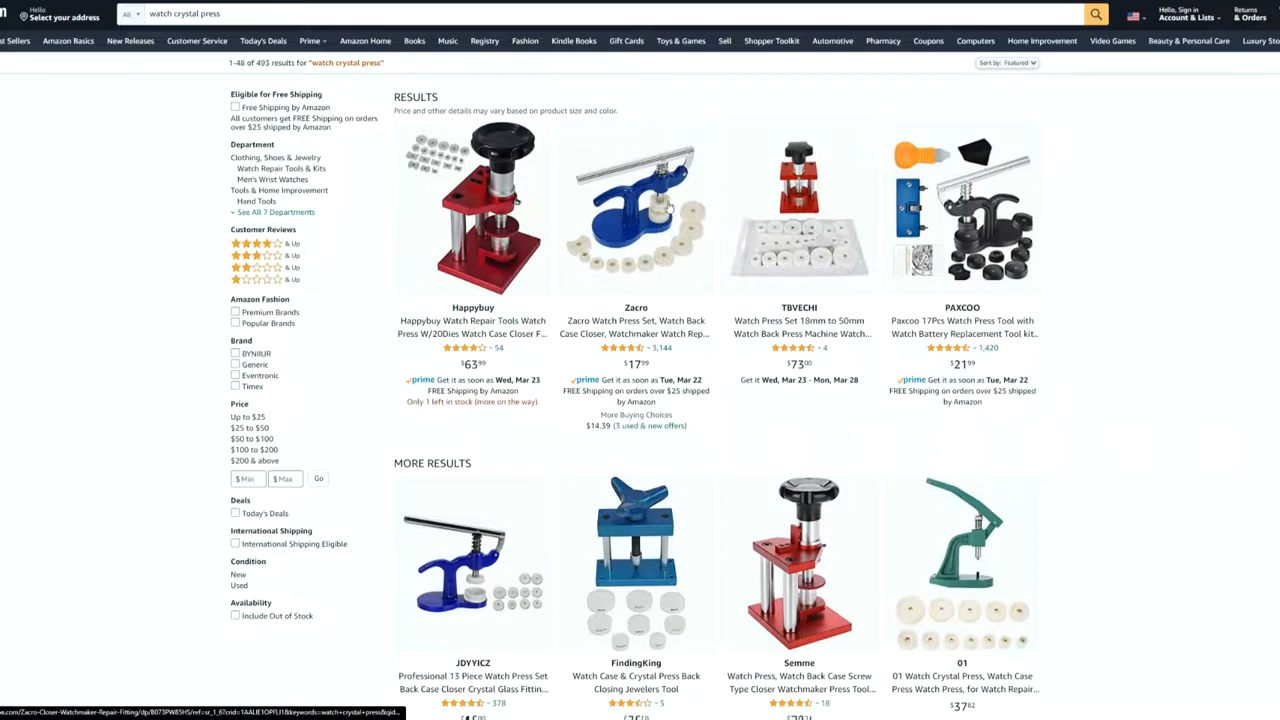 Hello
Select your address
All
watch crystal press
Hello, Sign in
Account & Lists
Returns
& Orders
st Sellers Amazon Basics New Releases Customer Service Today's Deals Prime Amazon Home Books Music Registry Fashion Kindle Books Gift Cards Toys & Games Sell Shopper Toolkit Automotive Pharmacy Coupons Computers Home Improvement Video Games Beauty & Personal Care Luxury Sto
1-48 of 493 results for "watch crystal press"
Sort by: Featured
Eligible for Free Shipping
Free Shipping by Amazon
All customers get FREE Shipping on orders
over $25 shipped by Amazon
Department
Clothing, Shoes & Jewelry
Watch Repair Tools & Kits
Men's Wrist Watches
Tools & Home Improvement
Hand Tools
See All 7 Departments
Customer Reviews
& Up
& Up
& Up
& Up
Amazon Fashion
Premium Brands
Popular Brands
Brand
BYNIIUR
Generic
Eventronic
Timex
Price
Up to $25
$25 to $50
$50 to $100
$100 to $200
$200 & above
$ Min $ Max Go
Deals
Today's Deals
International Shipping
International Shipping Eligible
Condition
New
Used
Availability
Include Out of Stock
RESULTS
Price and other details may vary based on product size and color.
Happybuy
Happybuy Watch Repair Tools Watch
Press W/20Dies Watch Case Closer F...
54
$63.99
prime Get it as soon as Wed, Mar 23
FREE Shipping by Amazon
Only 1 left in stock (more on the way).
Zacro
Zacro Watch Press Set, Watch Back
Case Closer, Watchmaker Watch Rep...
3,144
$17.99
prime Get it as soon as Tue, Mar 22
FREE Shipping on orders over $25 shipped
by Amazon
More Buying Choices
$14.39 (3 used & new offers)
TBVECHI
Watch Press Set 18mm to 50mm
Watch Back Press Machine Watch...
4
$73.00
Get it Wed, Mar 23 - Mon, Mar 28
PAXCOO
Paxcoo 17Pcs Watch Press Tool with
Watch Battery Replacement Tool kit...
1,420
$21.99
prime Get it as soon as Tue, Mar 22
FREE Shipping on orders over $25 shipped
by Amazon
MORE RESULTS
JDYYICZ
Professional 13 Piece Watch Press Set
Back Case Closer Crystal Glass Fittin...
378
FindingKing
Watch Case & Crystal Press Back
Closing Jewelers Tool
5
Semme
Watch Press, Watch Back Case Screw
Type Closer Watchmaker Press Tool...
18
01
01 Watch Crystal Press, Watch Case
Press Watch Press, for Watch Repair...
$37.82